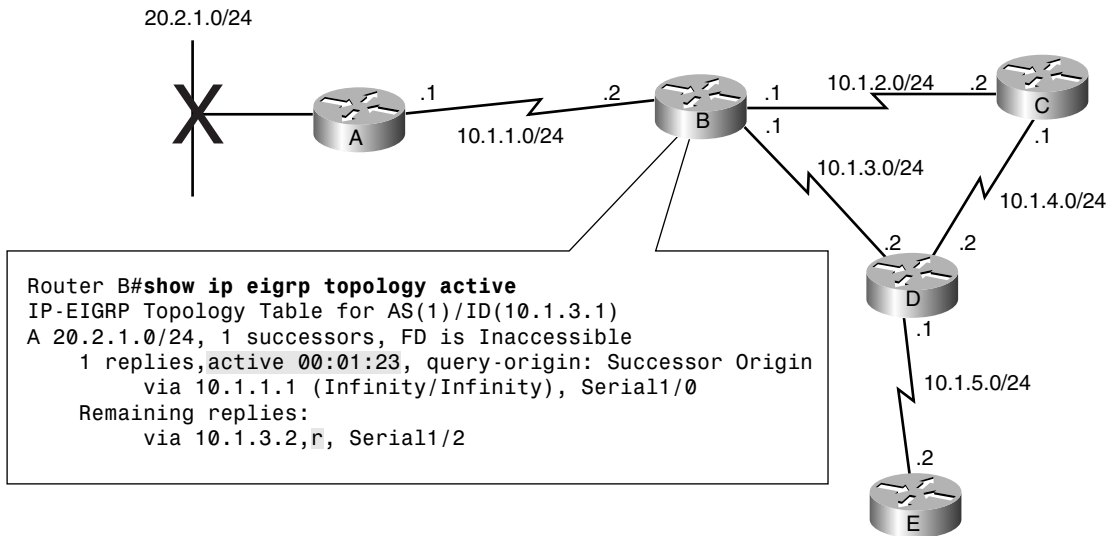 20.2.1.0/24
X
A
.1
10.1.1.0/24
.2
B
.1
.1
10.1.2.0/24
.2
C
.1
10.1.3.0/24
10.1.4.0/24
.2
.2
D
.1
10.1.5.0/24
.2
E
Router B#show ip eigrp topology active
IP-EIGRP Topology Table for AS(1)/ID(10.1.3.1)
A 20.2.1.0/24, 1 successors, FD is Inaccessible
1 replies,active 00:01:23, query-origin: Successor Origin
via 10.1.1.1 (Infinity/Infinity), Serial1/0
Remaining replies:
via 10.1.3.2,r, Serial1/2